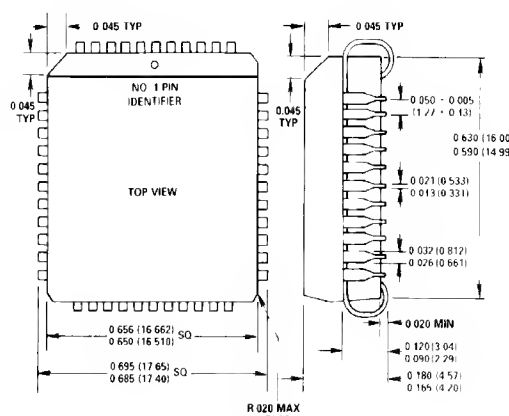 0 045 TYP
0 045 TYP
0 045
TYP
NO 1 PIN
IDENTIFIER
TOP VIEW
0 045
TYP
0 050 - 0 005
(1.27 - 0 13)
0 630 (16 00
0 590 (14 99
0 021 (0 533)
0 013 (0 331)
0 032 (0 812)
0 026 (0 661)
0 020 MIN
0 656 (16 662)
0 650 (16 510)
SQ
0 120 (3 04)
0 090 (2 29)
0 695 (17 65)
0 685 (17 40)
SQ
0 180 (4 57)
0 165 (4 20)
R 020 MAX